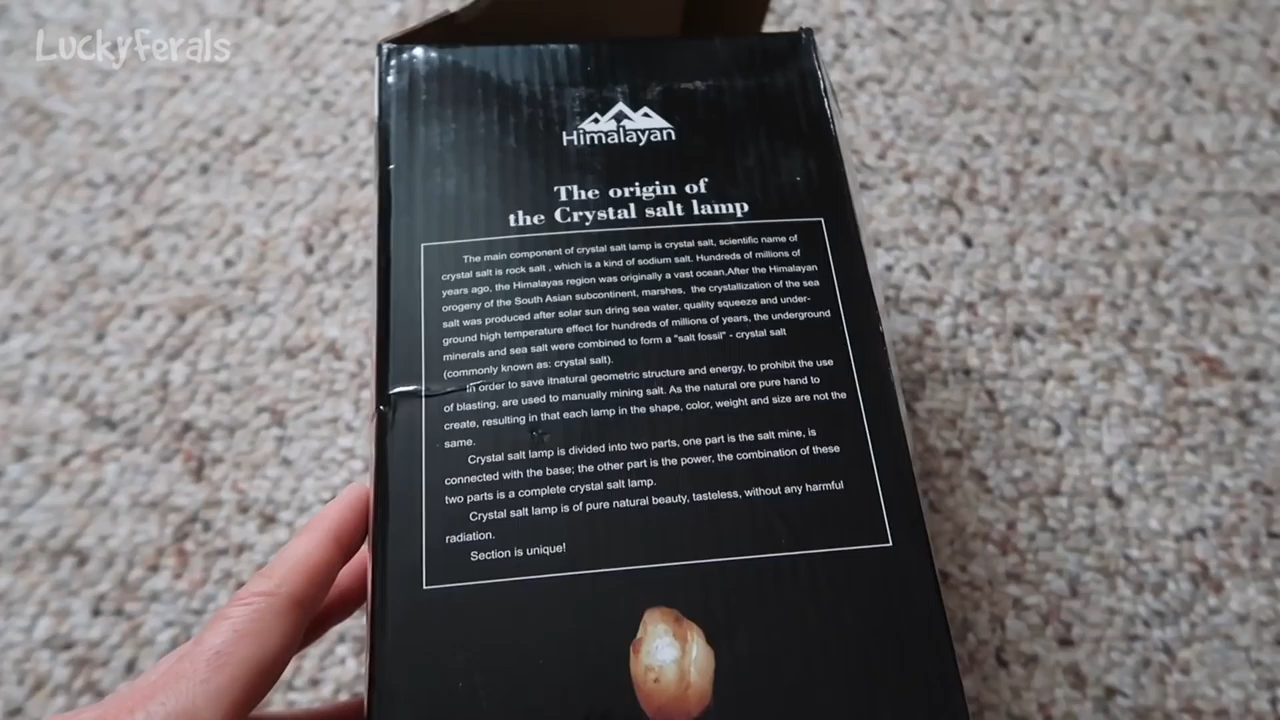 LuckyFerals
Himalayan
The origin of
the Crystal salt lamp
The main component of crystal salt lamp is crystal salt, scientific name of
crystal salt is rock salt , which is a kind of sodium salt. Hundreds of millions of
years ago, the Himalayas region was originally a vast ocean.After the Himalayan
orogeny of the South Asian subcontinent, marshes, the crystallization of the sea
salt was produced after solar sun dring sea water, quality squeeze and under-
ground high temperature effect for hundreds of millions of years, the underground
minerals and sea salt were combined to form a "salt fossil" - crystal salt
(commonly known as: crystal salt).
In order to save itnatural geometric structure and energy, to prohibit the use
of blasting, are used to manually mining salt. As the natural ore pure hand to
create, resulting in that each lamp in the shape, color, weight and size are not the
same.
Crystal salt lamp is divided into two parts, one part is the salt mine, is
connected with the base; the other part is the power, the combination of these
two parts is a complete crystal salt lamp.
Crystal salt lamp is of pure natural beauty, tasteless, without any harmful
radiation.
Section is unique!